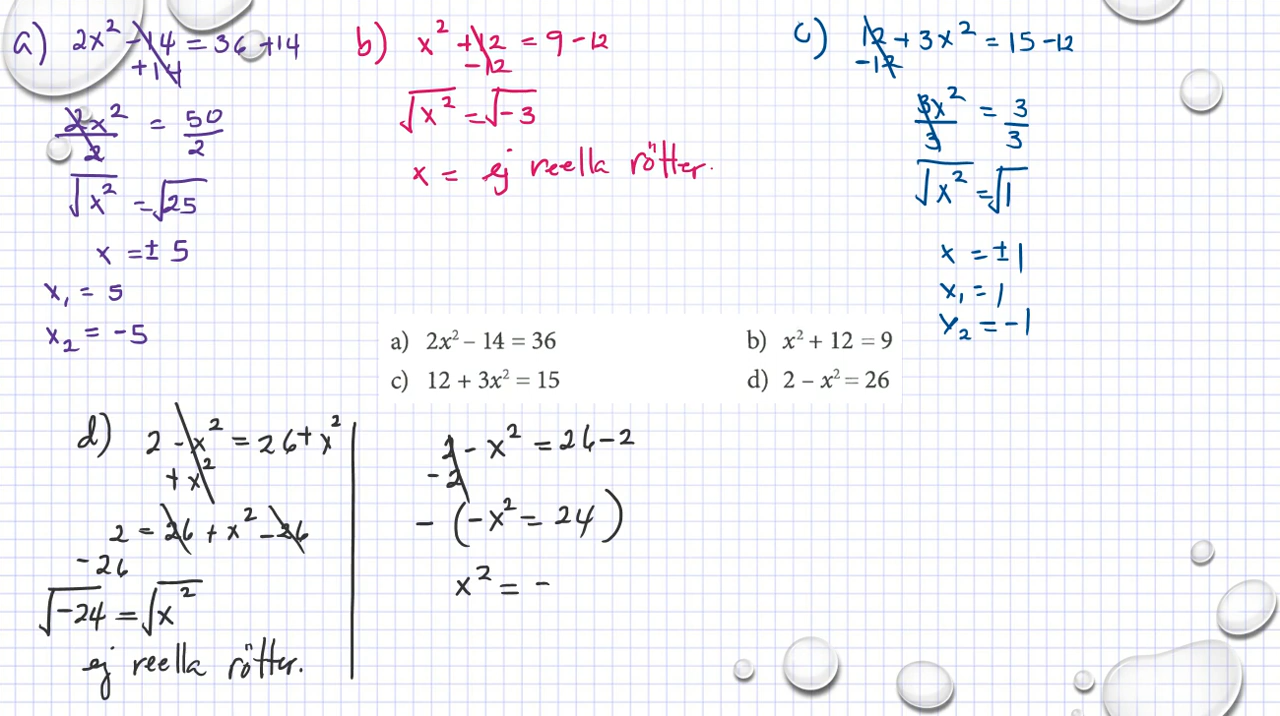 a) 2x² - 14 = 36 + 14
+ 14
2x² = 50
2 2
√x² = √25
x = ± 5
x₁ = 5
x₂ = -5
b) x² + 12 = 9 - 12
- 12
√x² = √-3
x = ej reella rötter.
c) 12 + 3x² = 15 - 12
- 12
3x² = 3
3 3
√x² = √1
x = ± 1
x₁ = 1
x₂ = -1
a) 2x² – 14 = 36
b) x² + 12 = 9
c) 12 + 3x² = 15
d) 2 – x² = 26
d) 2 - x² = 26 + x²
+ x²
2 = 26 + x² - 26
- 26
√-24 = √x²
ej reella rötter.
2 - x² = 26 - 2
- 2
- (-x² = 24)
x² = -